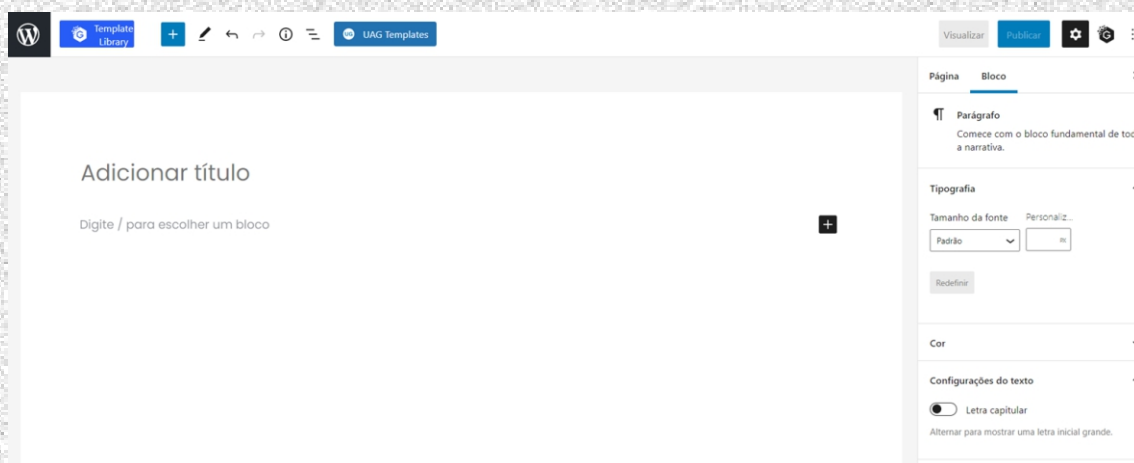 Template
Library
UAG Templates
Visualizar
Publicar
Página Bloco
Parágrafo
Comece com o bloco fundamental de
a narrativa.
Adicionar título
Digite / para escolher um bloco
Tipografia
Tamanho da fonte Personaliz...
Padrão
Redefinir
Cor
Configurações do texto
Letra capitular
Alternar para mostrar uma letra inicial grande.